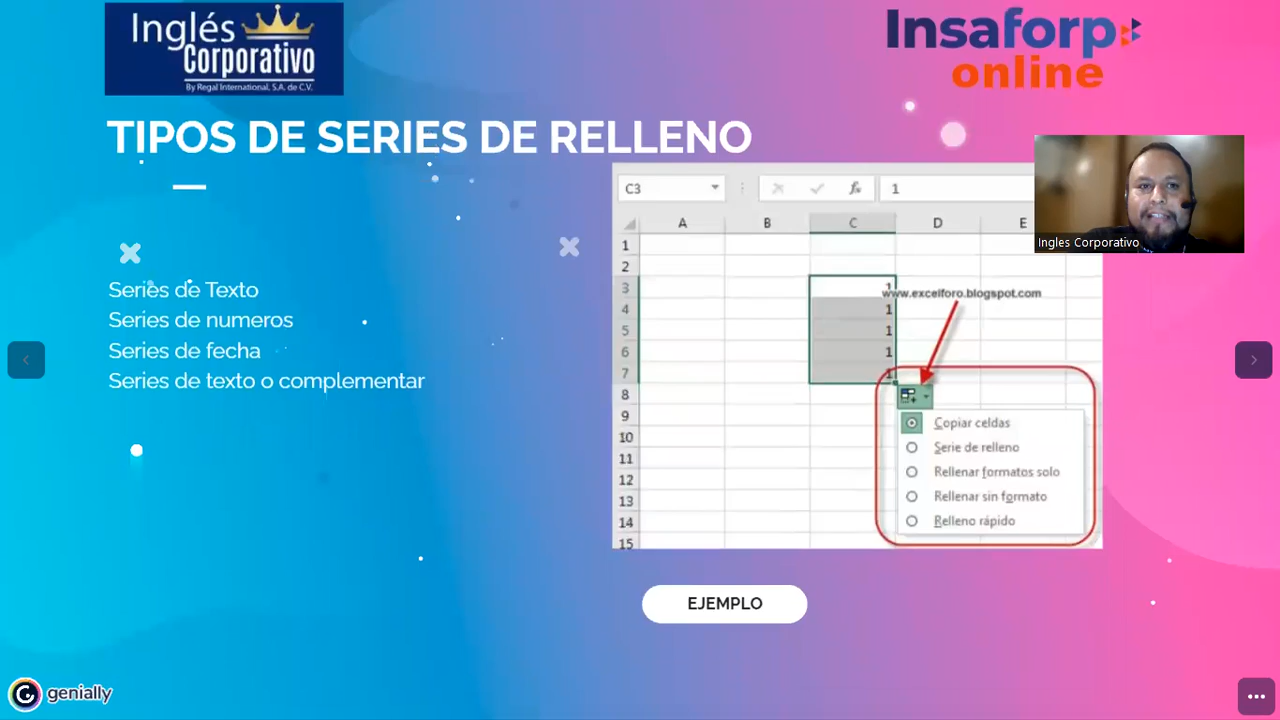 Inglés
Corporativo
By Regal International, S.A. de C.V.
Insaforp
online
TIPOS DE SERIES DE RELLENO
Series de Texto
Series de numeros
Series de fecha
Series de texto o complementar
C3
fx
1
A B C D E
1
2
3 1
www.excelforo.blogspot.com
4 1
5 1
6 1
7 1
8
9
10
11
12
13
14
15
Copiar celdas
Serie de relleno
Rellenar formatos solo
Rellenar sin formato
Relleno rápido
Ingles Corporativo
EJEMPLO
genially